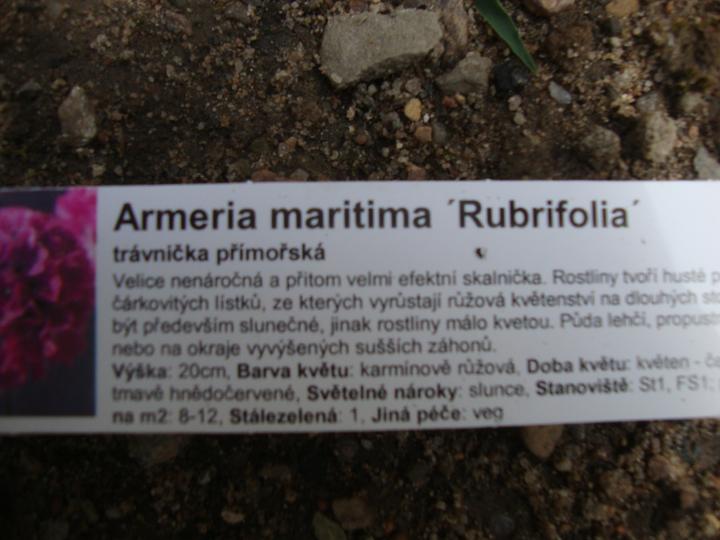 Armeria maritima ´Rubrifolia´
trávnička přímořská
Velice nenáročná a přitom velmi efektní skalnička. Rostliny tvoří husté
čárkovitých lístků, ze kterých vyrůstají růžová květenství na dlouhých
být především slunečné, jinak rostliny málo kvetou. Půda lehčí,
nebo na okraje vyvýšených sušších záhonů.
Výška: 20cm, Barva květu: karmínově růžová, Doba květu: květen -
tmavě hnědočervené, Světelné nároky: slunce, Stanoviště: St1, FS1;
na m2: 8-12, Stálezelená: 1, Jiná péče: veg